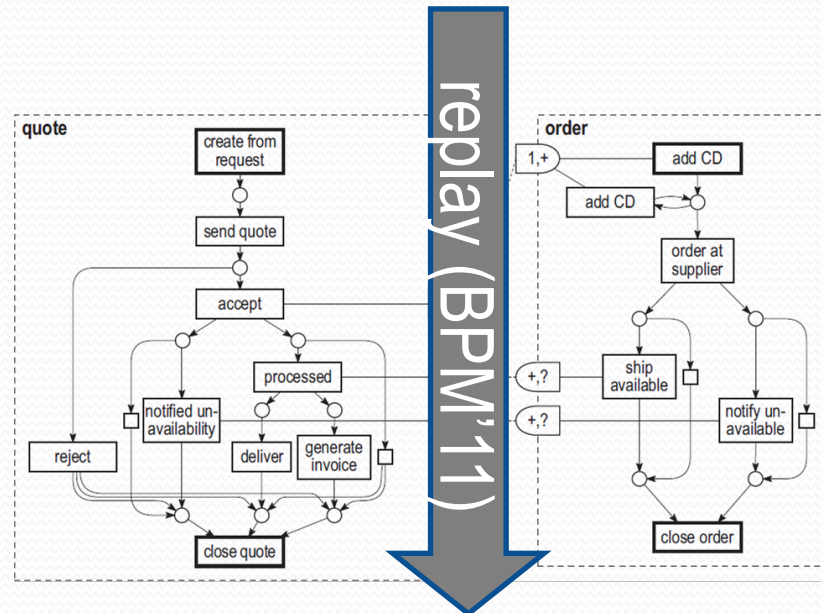 quote
create from
request
send quote
accept
processed
notified un-
availability
reject
deliver
generate
invoice
close quote
replay (BPM'11)
order
1,+
add CD
add CD
order at
supplier
+,?
ship
available
+,?
notify un-
available
close order